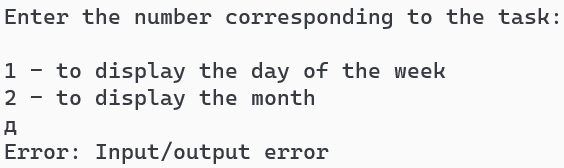 Enter the number corresponding to the task:
1 – to display the day of the week
2 – to display the month
д
Error: Input/output error